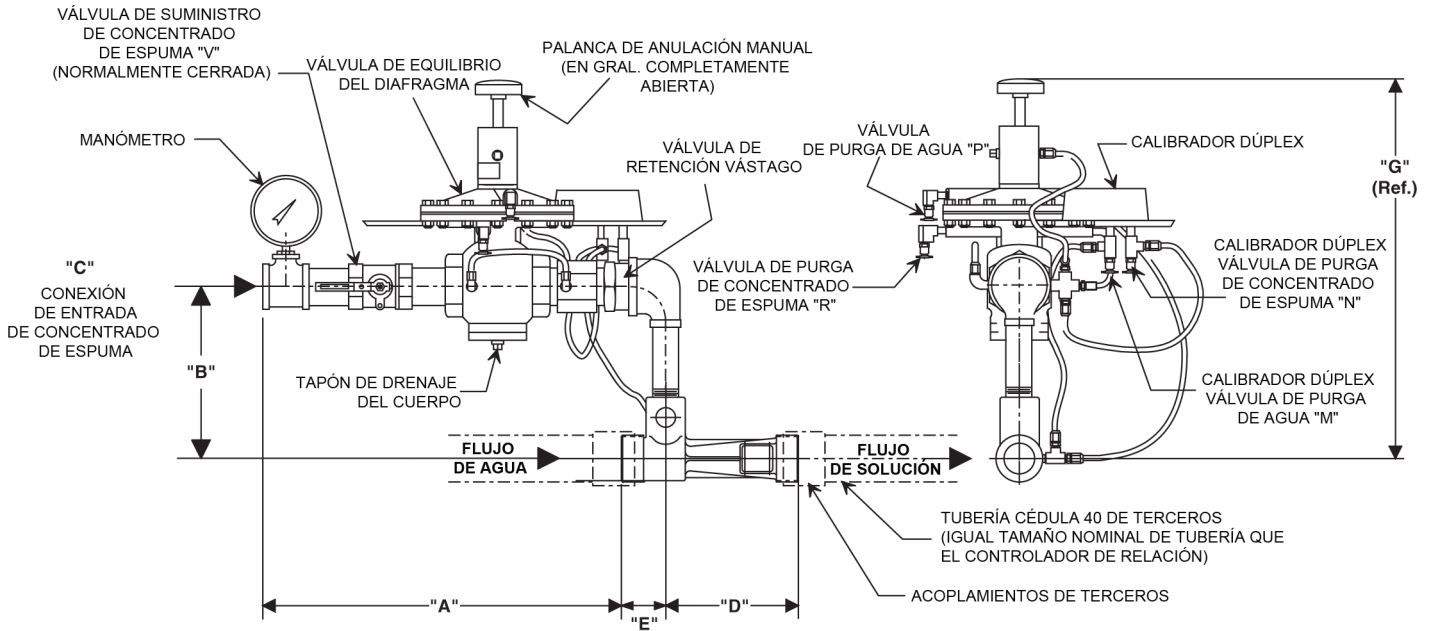 VÁLVULA DE SUMINISTRO
DE CONCENTRADO
DE ESPUMA "V"
(NORMALMENTE CERRADA)
VÁLVULA DE EQUILIBRIO
DEL DIAFRAGMA
PALANCA DE ANULACIÓN MANUAL
(EN GRAL. COMPLETAMENTE
ABIERTA)
MANÓMETRO
VÁLVULA DE
RETENCIÓN VÁSTAGO
"C"
CONEXIÓN
DE ENTRADA
DE CONCENTRADO
DE ESPUMA
"B"
TAPÓN DE DRENAJE
DEL CUERPO
FLUJO
DE AGUA
FLUJO
DE SOLUCIÓN
"A"
"E"
"D"
VÁLVULA
DE PURGA DE AGUA "P"
CALIBRADOR DÚPLEX
"G"
(Ref.)
VÁLVULA DE PURGA
DE CONCENTRADO
DE ESPUMA "R"
CALIBRADOR DÚPLEX
VÁLVULA DE PURGA
DE CONCENTRADO
DE ESPUMA "N"
CALIBRADOR DÚPLEX
VÁLVULA DE PURGA
DE AGUA "M"
TUBERÍA CÉDULA 40 DE TERCEROS
(IGUAL TAMAÑO NOMINAL DE TUBERÍA QUE
EL CONTROLADOR DE RELACIÓN)
ACOPLAMIENTOS DE TERCEROS